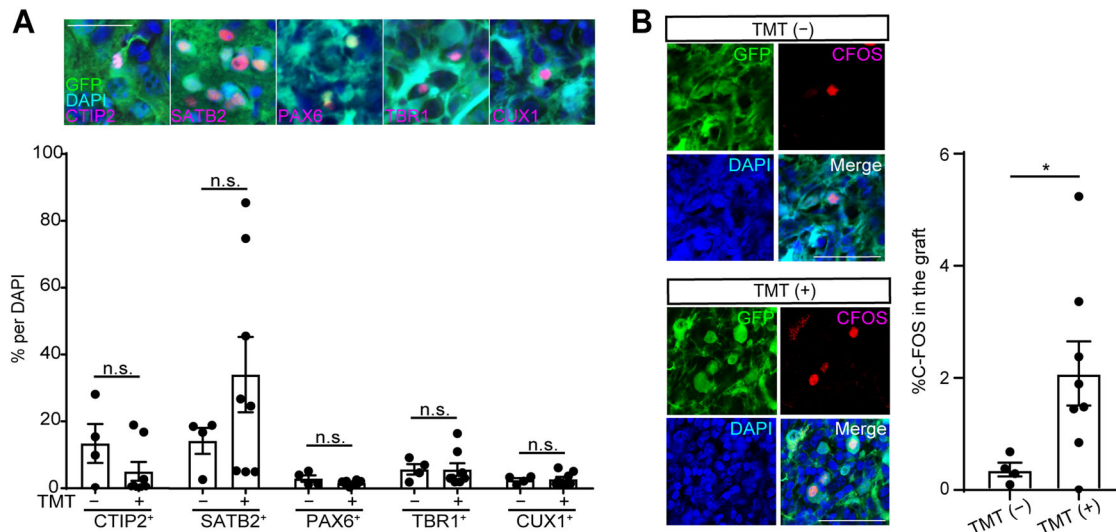 A
GFP
DAPI
CTIP2
SATB2
PAX6
TBR1
CUX1
100
80
60
40
20
0
% per DAPI
n.s.
n.s.
n.s.
n.s.
n.s.
TMT
− + − + − + − + − +
CTIP2⁺ SATB2⁺ PAX6⁺ TBR1⁺ CUX1⁺
B
TMT (−)
GFP
CFOS
DAPI
Merge
TMT (+)
GFP
CFOS
DAPI
Merge
6
4
2
0
%C-FOS in the graft
*
TMT (−)
TMT (+)